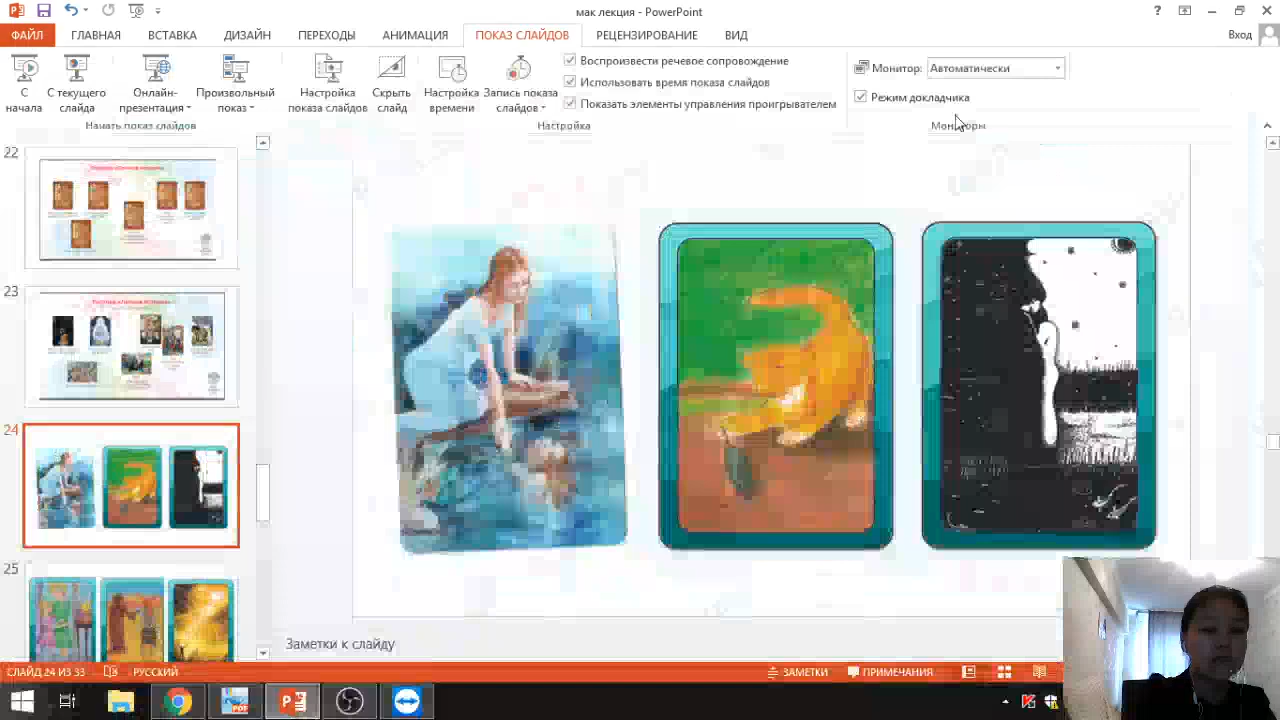 мак лекция - PowerPoint
?
Вход
ФАЙЛ ГЛАВНАЯ ВСТАВКА ДИЗАЙН ПЕРЕХОДЫ АНИМАЦИЯ ПОКАЗ СЛАЙДОВ РЕЦЕНЗИРОВАНИЕ ВИД
С начала
С текущего слайда
Онлайн-презентация
Произвольный показ
Начать показ слайдов
Настройка показа слайдов
Скрыть слайд
Настройка времени
Запись показа слайдов
Воспроизвести речевое сопровождение
Использовать время показа слайдов
Показать элементы управления проигрывателем
Настройка
Монитор: Автоматически
Режим докладчика
Мониторы
22
23
24
25
Заметки к слайду
СЛАЙД 24 ИЗ 33 РУССКИЙ ЗАМЕТКИ ПРИМЕЧАНИЯ
PDF